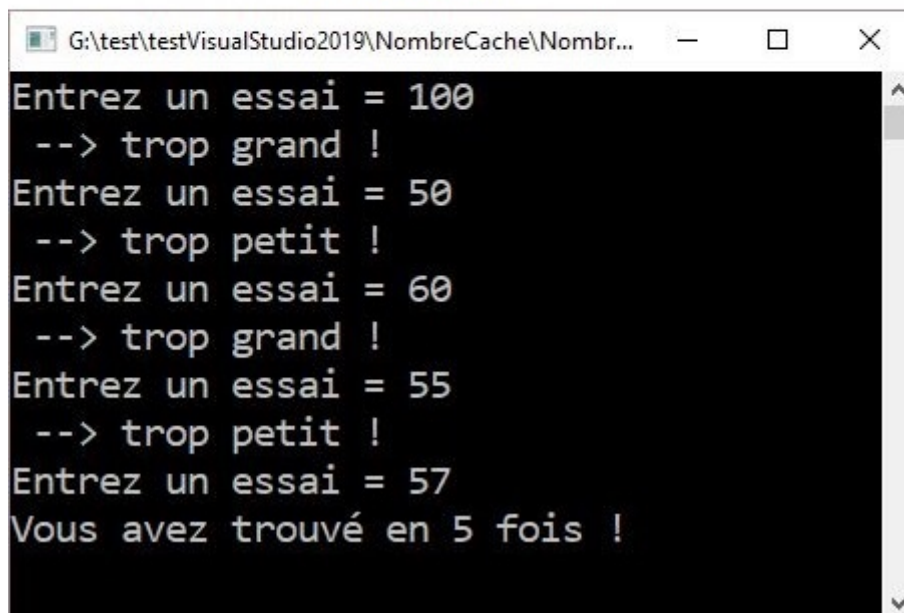 G:\test\testVisualStudio2019\NombreCache\Nombr...
Entrez un essai = 100
--> trop grand !
Entrez un essai = 50
--> trop petit !
Entrez un essai = 60
--> trop grand !
Entrez un essai = 55
--> trop petit !
Entrez un essai = 57
Vous avez trouvé en 5 fois !